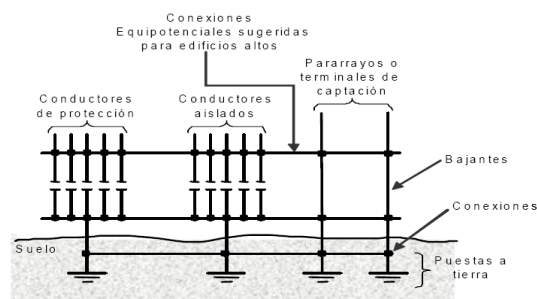 Conexiones
Equipotenciales sugeridas
para edificios altos
Pararrayos o
terminales de
captación
Conductores
de protección
Conductores
aislados
Bajantes
Conexiones
Suelo
Puestas a
tierra